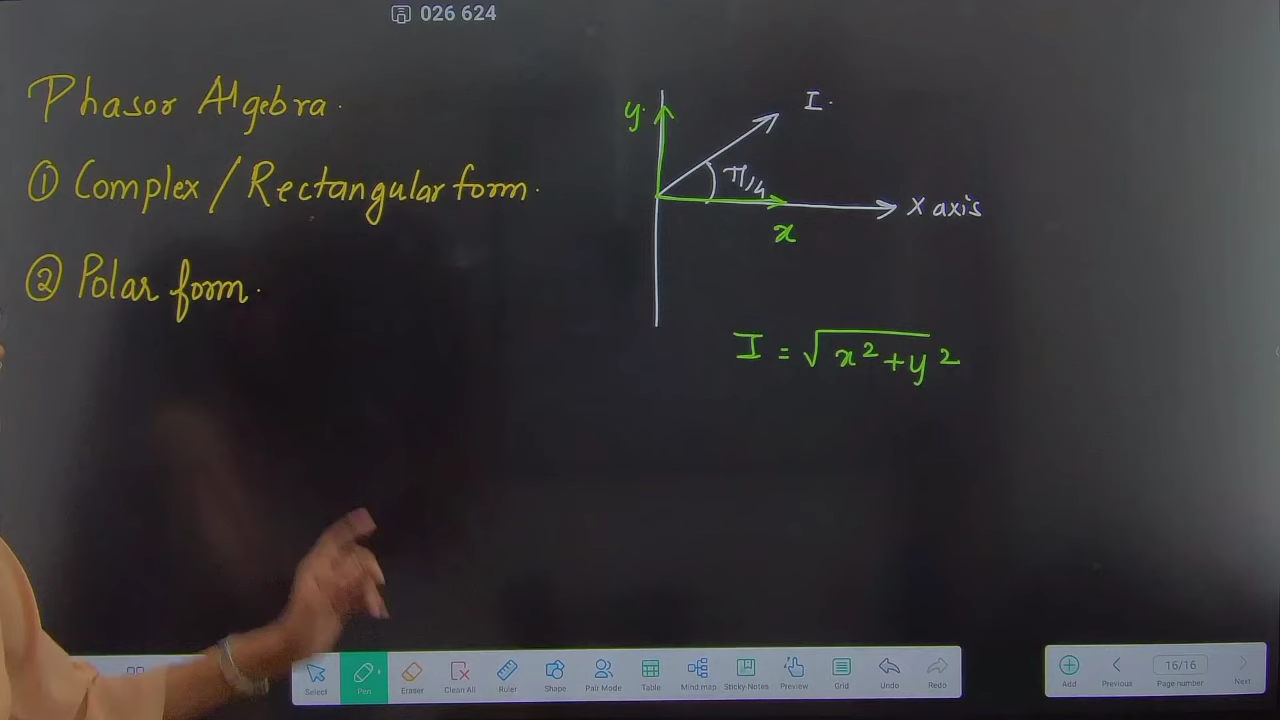 026 624
Phasor Algebra.
① Complex / Rectangular form.
② Polar form.
y.
I.
π/4
X axis
x
I = √x² + y²
Select
Pen
Eraser
Clean All
Ruler
Shape
Pair Mode
Table
Mind map
Sticky-Notes
Preview
Grid
Undo
Redo
Add
Previous
16/16
Page number
Next